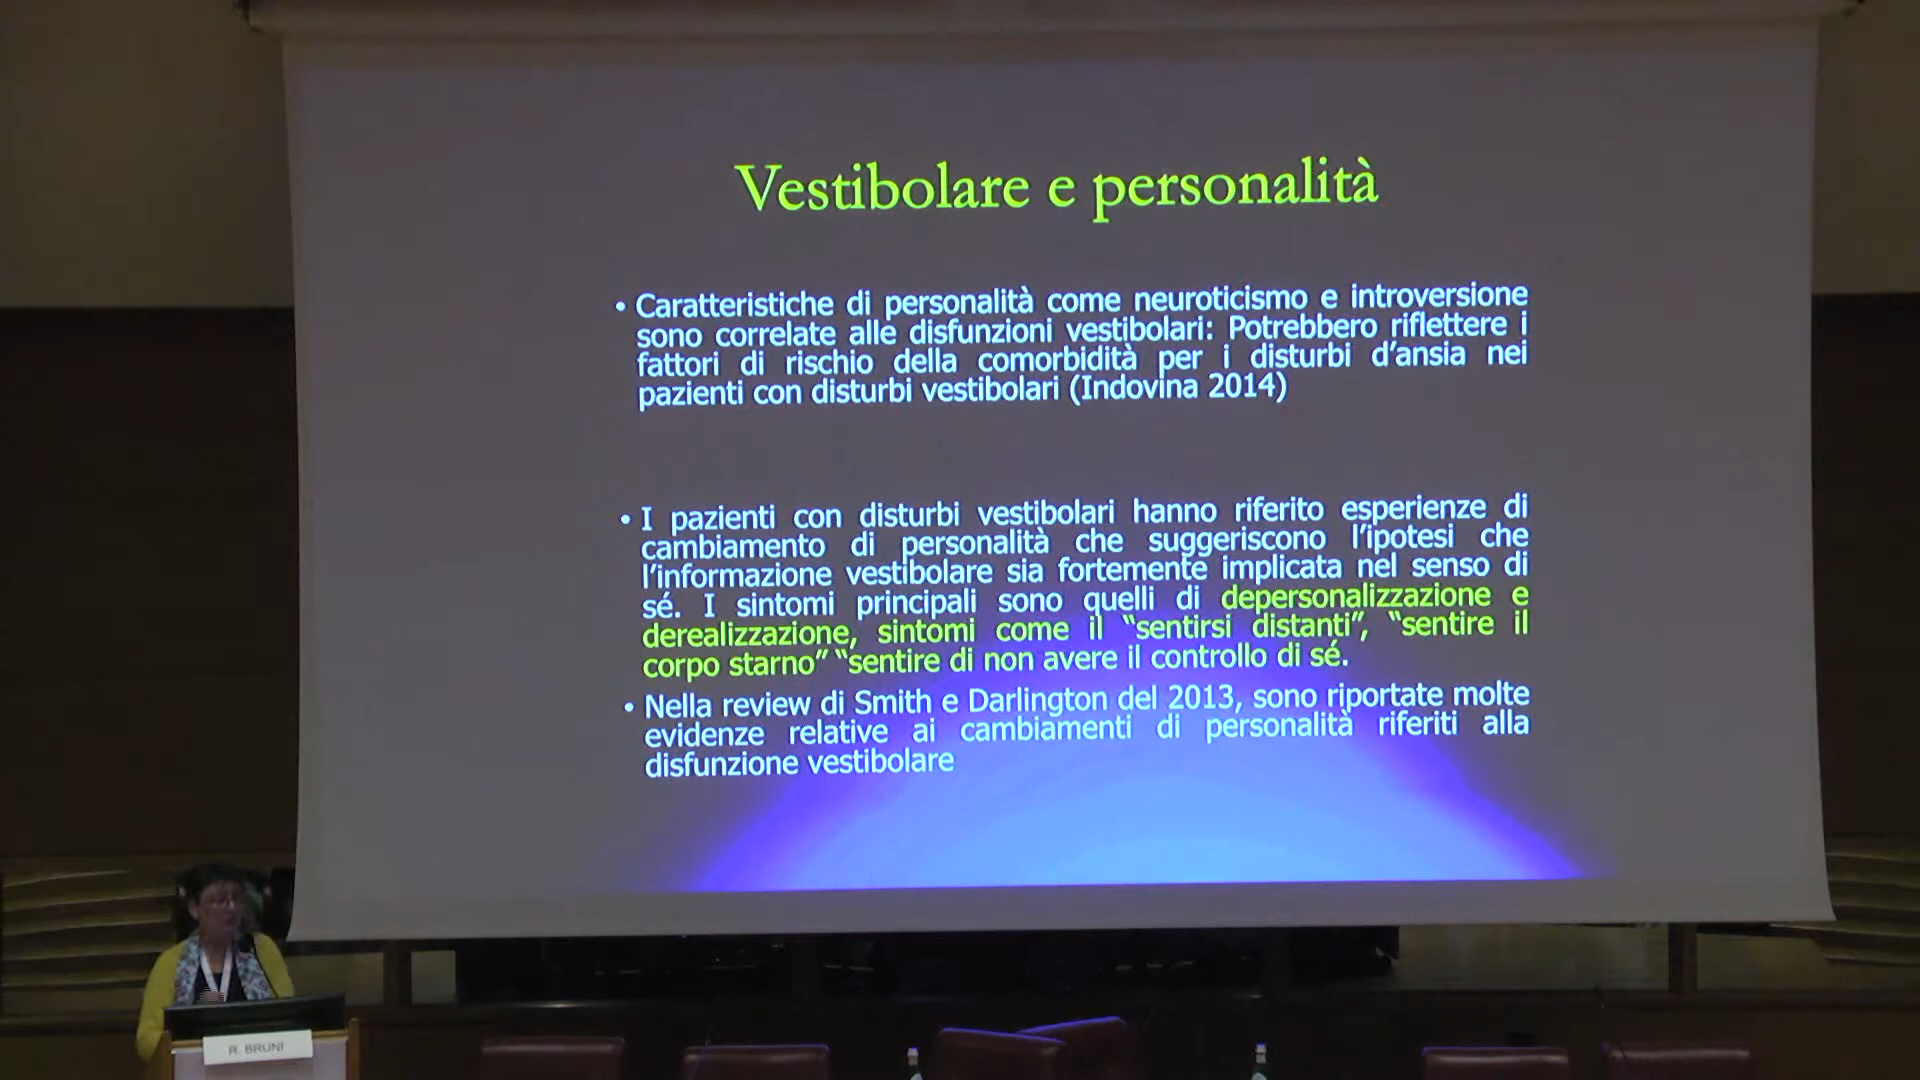 Vestibolare e personalità
• Caratteristiche di personalità come neuroticismo e introversione
sono correlate alle disfunzioni vestibolari: Potrebbero riflettere i
fattori di rischio della comorbidità per i disturbi d'ansia nei
pazienti con disturbi vestibolari (Indovina 2014)
• I pazienti con disturbi vestibolari hanno riferito esperienze di
cambiamento di personalità che suggeriscono l'ipotesi che
l'informazione vestibolare sia fortemente implicata nel senso di
sé. I sintomi principali sono quelli di depersonalizzazione e
derealizzazione, sintomi come il “sentirsi distanti”, “sentire il
corpo starno” “sentire di non avere il controllo di sé.
• Nella review di Smith e Darlington del 2013, sono riportate molte
evidenze relative ai cambiamenti di personalità riferiti alla
disfunzione vestibolare
R. BRUNI